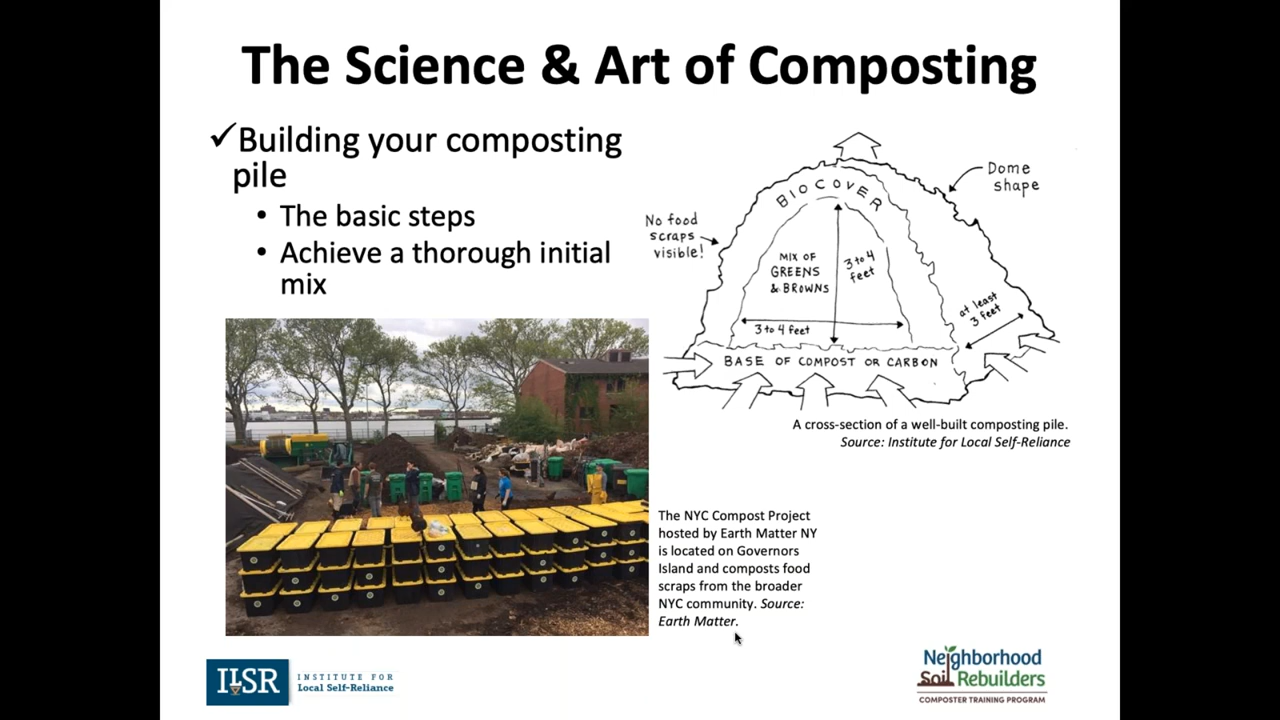 The Science & Art of Composting
✓Building your composting
pile
• The basic steps
• Achieve a thorough initial
mix
BIOCOVER
Dome
shape
No food
scraps
visible!
MIX OF
GREENS
& BROWNS
3 to 4
feet
3 to 4 feet
at least
3 feet
BASE OF COMPOST OR CARBON
A cross-section of a well-built composting pile.
Source: Institute for Local Self-Reliance
The NYC Compost Project
hosted by Earth Matter NY
is located on Governors
Island and composts food
scraps from the broader
NYC community. Source:
Earth Matter.
ILSR
INSTITUTE FOR
Local Self-Reliance
Neighborhood
Soil Rebuilders
COMPOSTER TRAINING PROGRAM